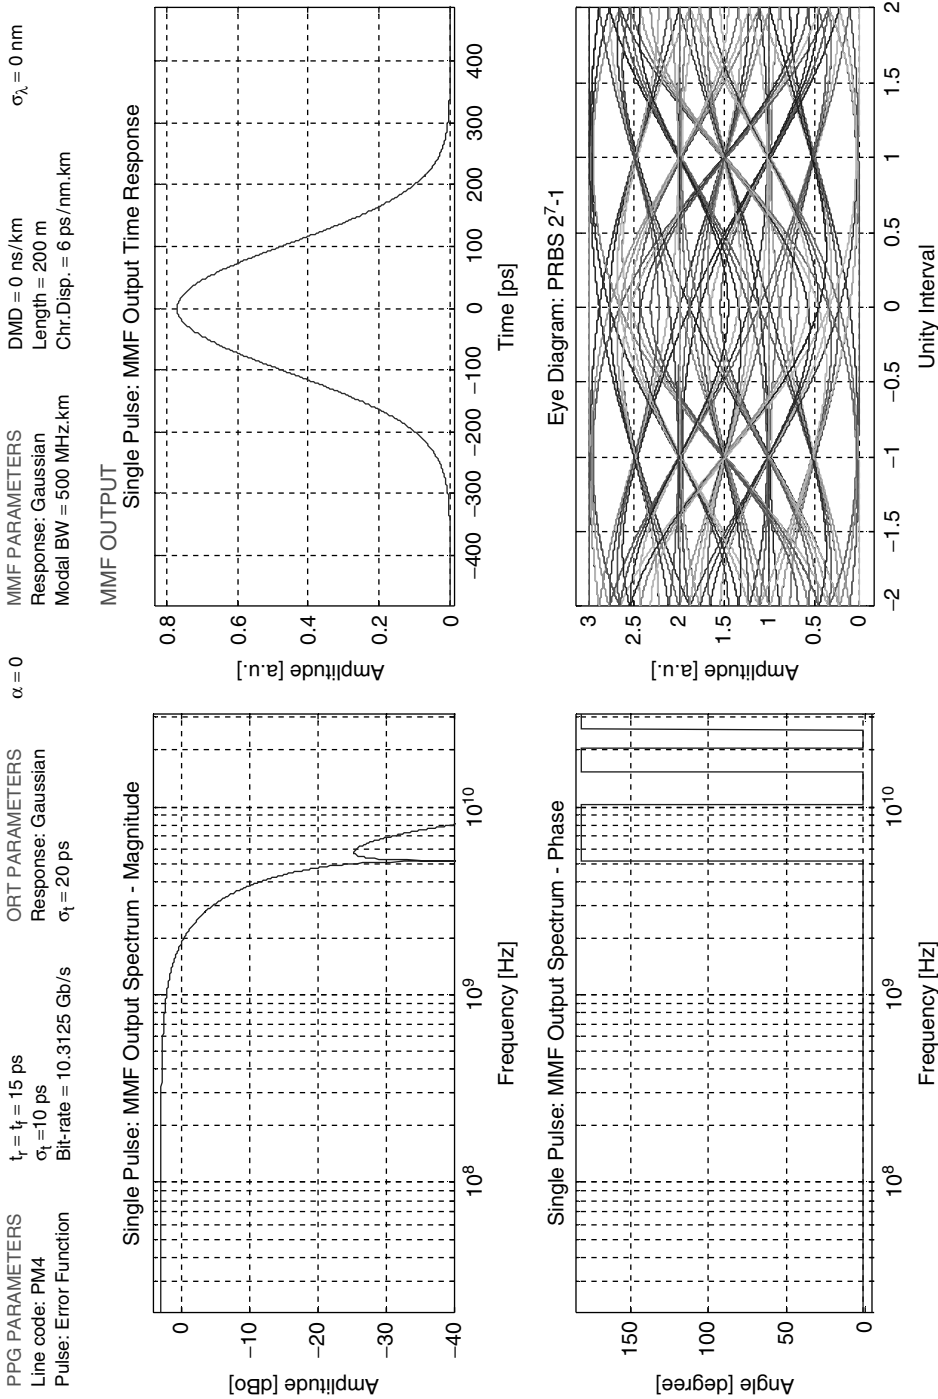 PPG PARAMETERS
Line code: PM4
Pulse: Error Function
tr = tf = 15 ps
σt =10 ps
Bit-rate = 10.3125 Gb/s
ORT PARAMETERS
Response: Gaussian
σt = 20 ps
α = 0
MMF PARAMETERS
Response: Gaussian
Modal BW = 500 MHz.km
DMD = 0 ns/km
Length = 200 m
Chr.Disp. = 6 ps/nm.km
σλ = 0 nm
MMF OUTPUT
Single Pulse: MMF Output Spectrum - Magnitude
Amplitude [dBo]
0
−10
−20
−30
−40
10^8
10^9
10^10
Frequency [Hz]
Single Pulse: MMF Output Time Response
Amplitude [a.u.]
0.8
0.6
0.4
0.2
0
−400
−300
−200
−100
0
100
200
300
400
Time [ps]
Single Pulse: MMF Output Spectrum - Phase
Angle [degree]
150
100
50
0
10^8
10^9
10^10
Frequency [Hz]
Eye Diagram: PRBS 2^7-1
Amplitude [a.u.]
3
2.5
2
1.5
1
0.5
0
−2
−1.5
−1
−0.5
0
0.5
1
1.5
2
Unity Interval